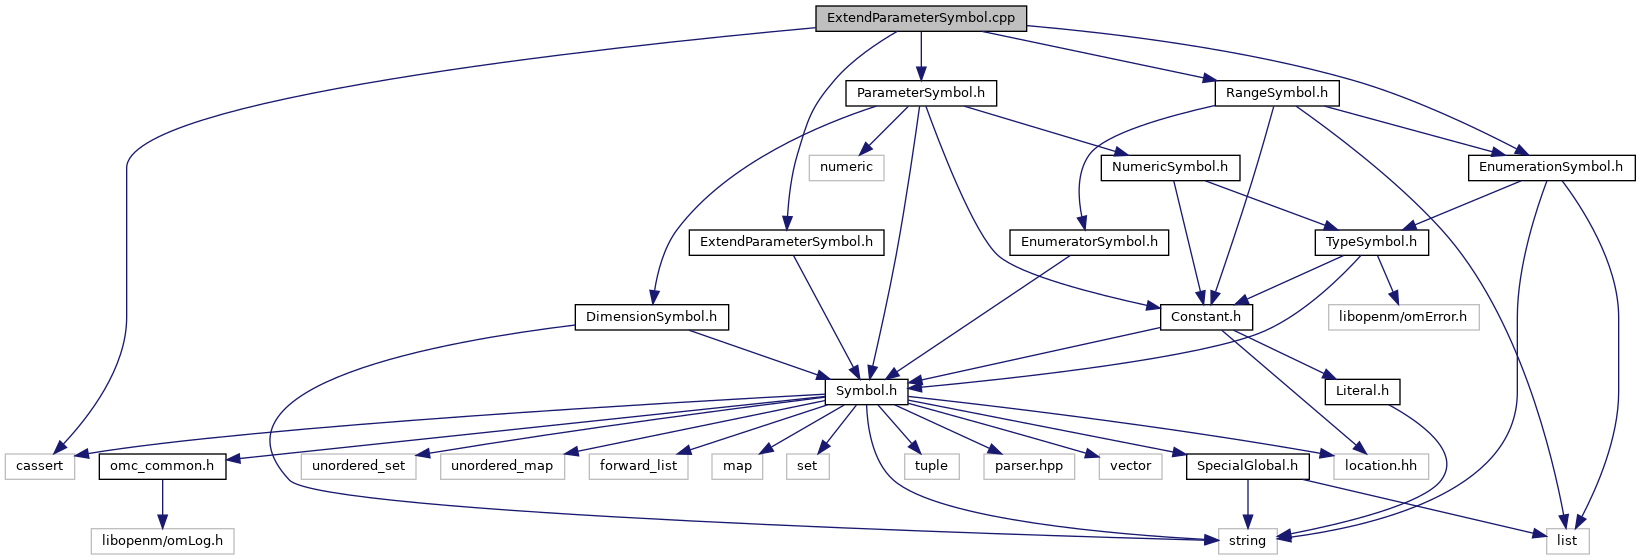 ExtendParameterSymbol.cpp
ParameterSymbol.h
RangeSymbol.h
numeric
NumericSymbol.h
EnumerationSymbol.h
ExtendParameterSymbol.h
EnumeratorSymbol.h
TypeSymbol.h
DimensionSymbol.h
Constant.h
libopenm/omError.h
Symbol.h
Literal.h
cassert
omc_common.h
unordered_set
unordered_map
forward_list
map
set
tuple
parser.hpp
vector
SpecialGlobal.h
location.hh
libopenm/omLog.h
string
list